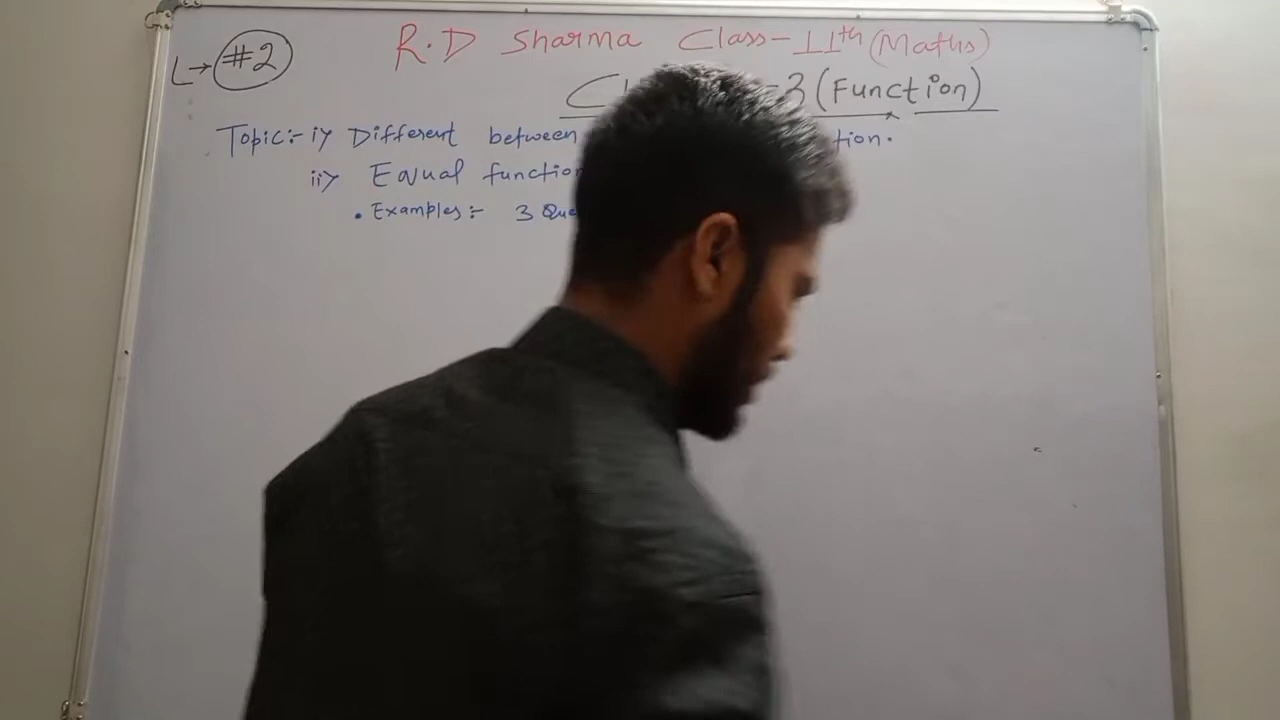 L→ #2
R.D Sharma Class-11th (Maths)
-3 (Function)
Topic:- i) Different between tion.
ii) Equal function
• Examples:- 3 Que